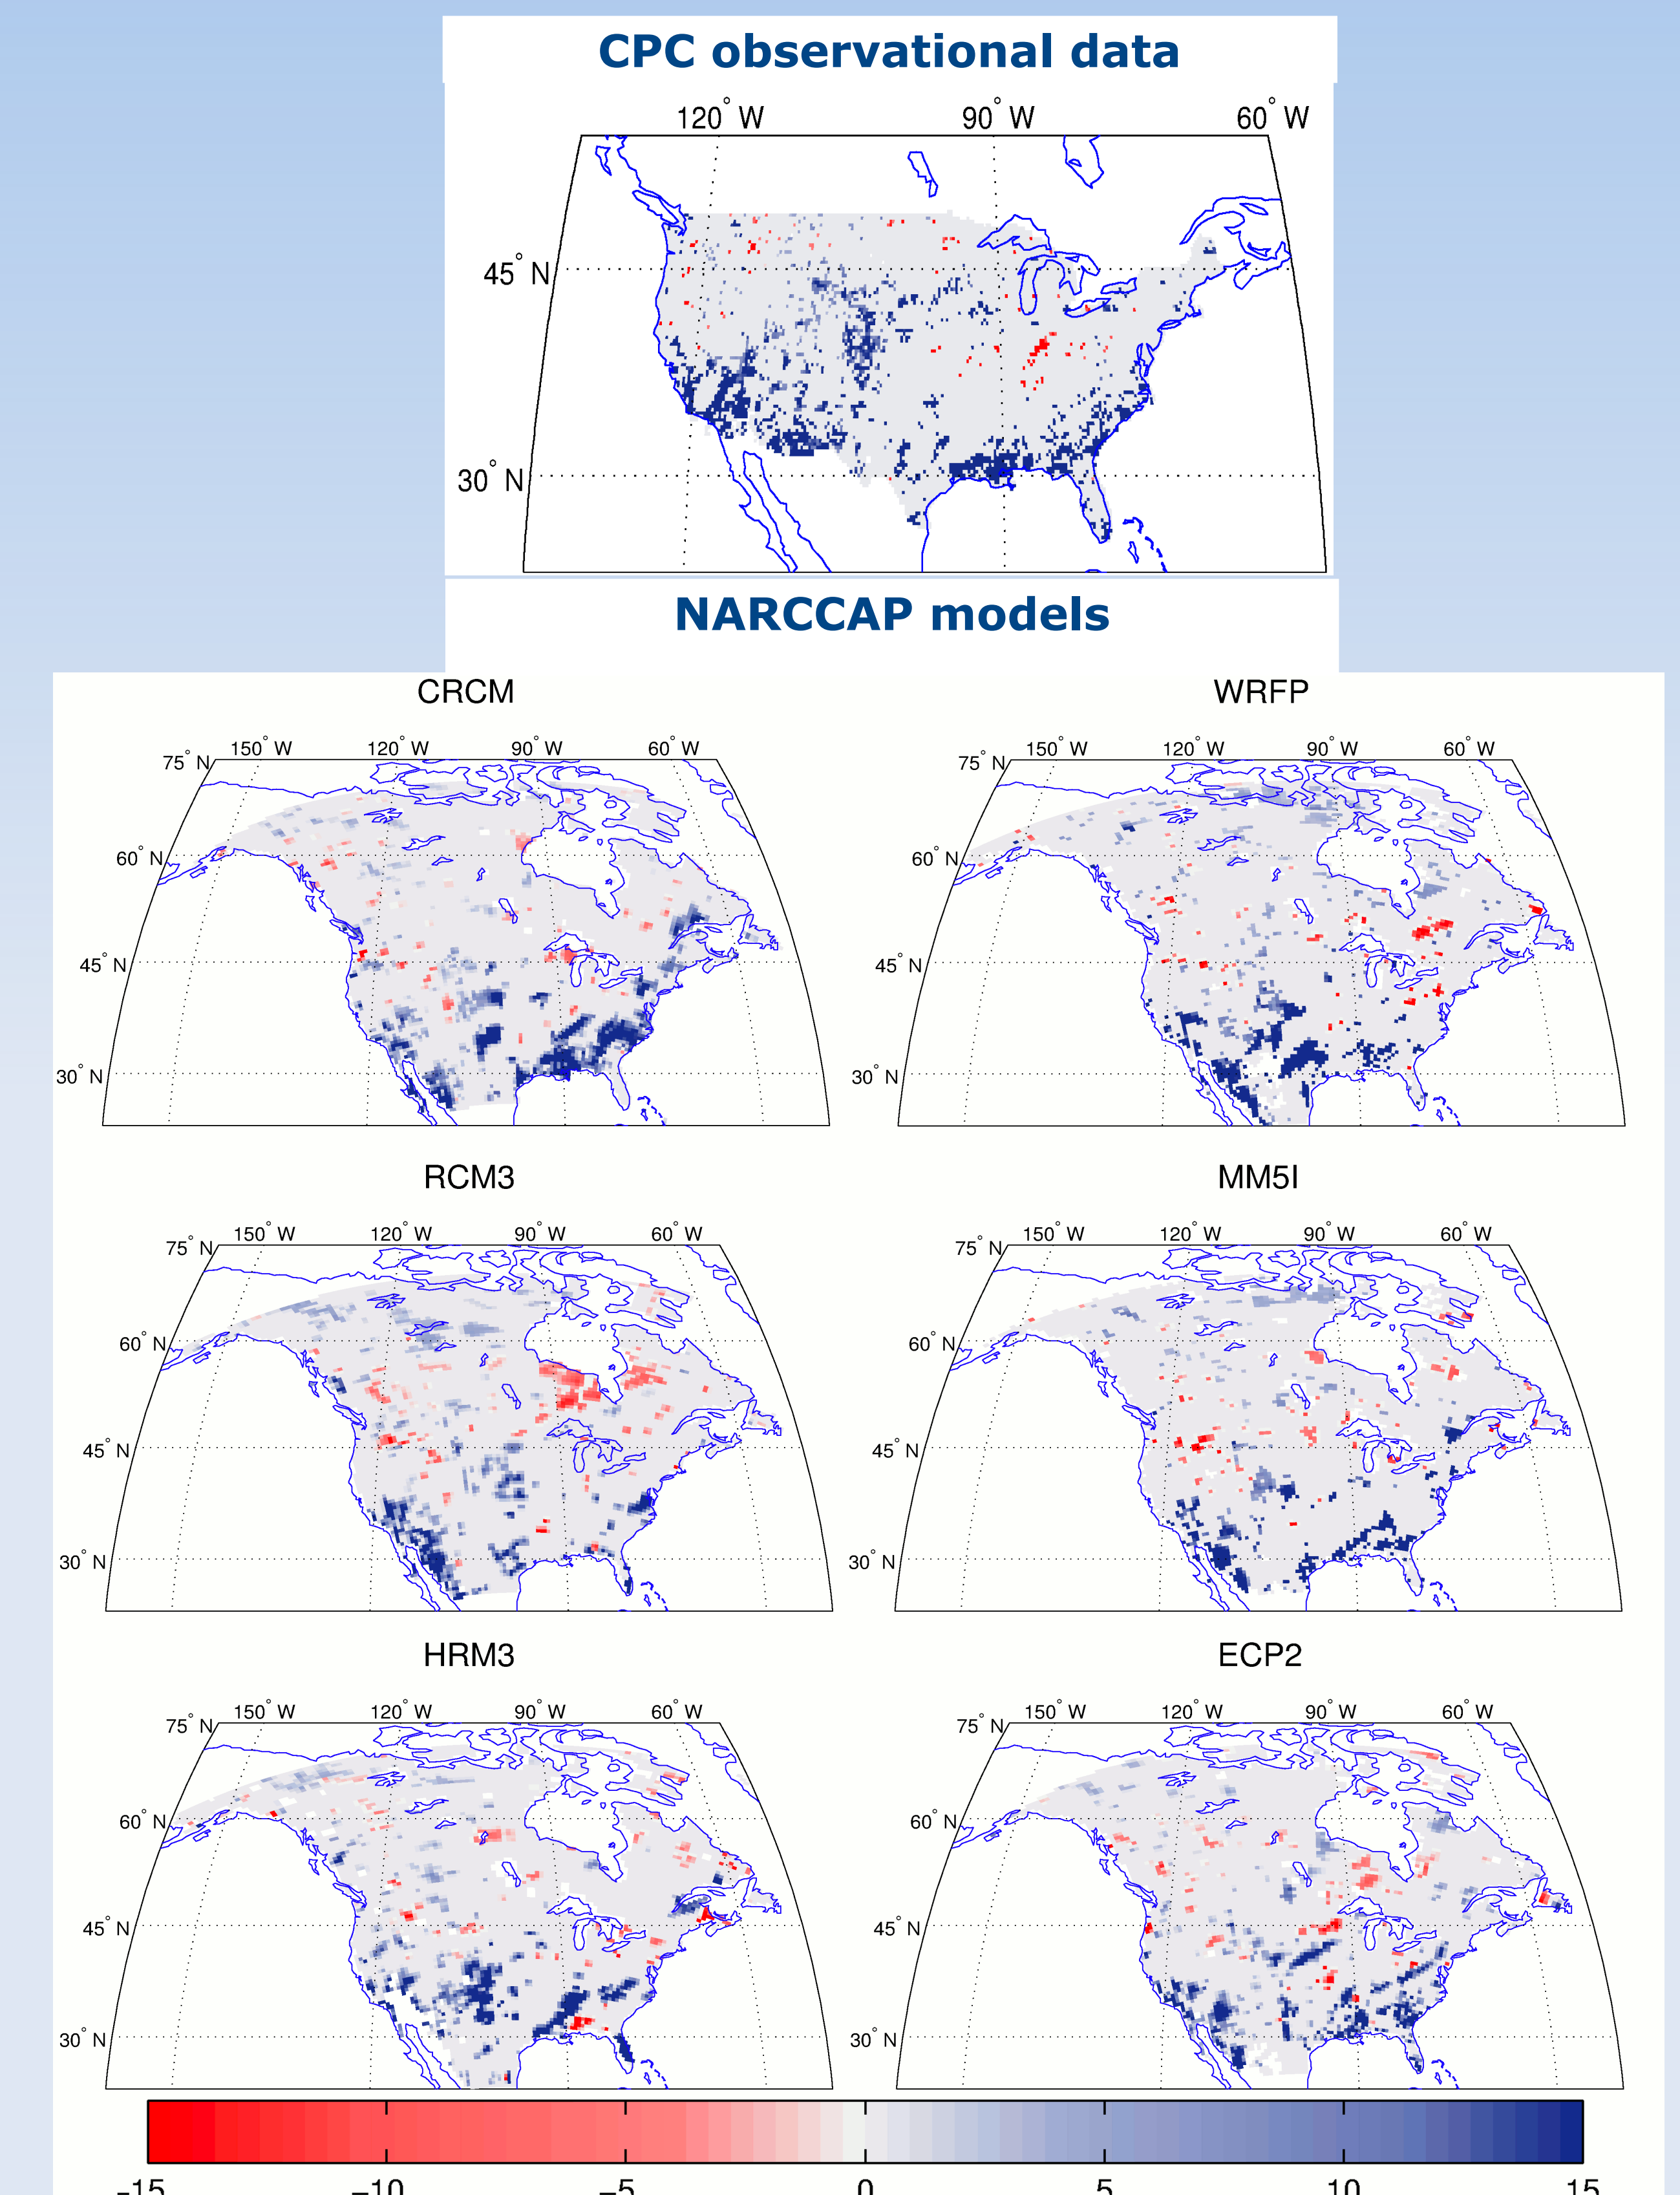 CPC observational data
120° W 90° W 60° W
45° N
30° N
NARCCAP models
CRCM WRFP
150° W 120° W 90° W 60° W 150° W 120° W 90° W 60° W
75° N 75° N
60° N 60° N
45° N 45° N
30° N 30° N
RCM3 MM5I
150° W 120° W 90° W 60° W 150° W 120° W 90° W 60° W
75° N 75° N
60° N 60° N
45° N 45° N
30° N 30° N
HRM3 ECP2
150° W 120° W 90° W 60° W 150° W 120° W 90° W 60° W
75° N 75° N
60° N 60° N
45° N 45° N
30° N 30° N
-15 -10 -5 0 5 10 15